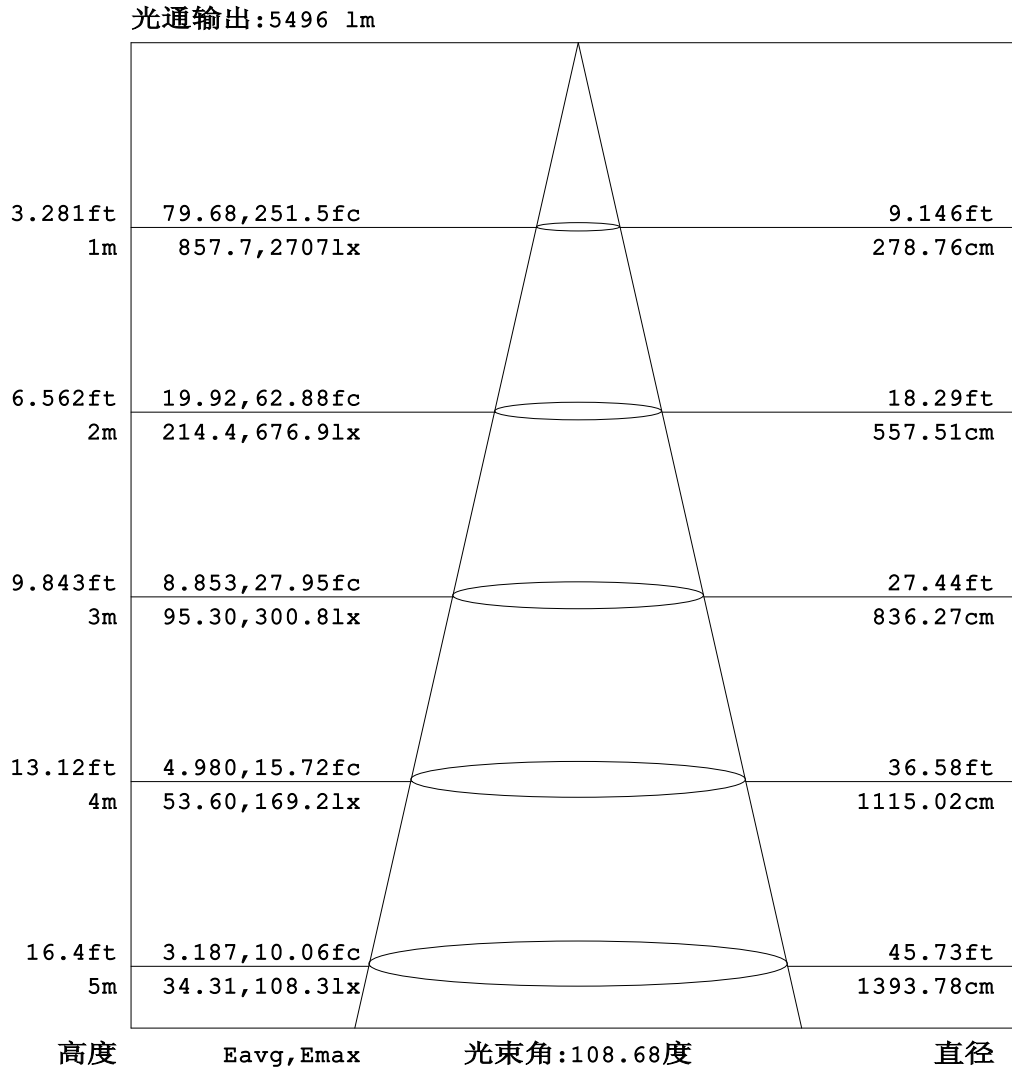 光通输出:5496 lm
3.281ft 79.68,251.5fc 9.146ft
1m 857.7,2707lx 278.76cm
6.562ft 19.92,62.88fc 18.29ft
2m 214.4,676.9lx 557.51cm
9.843ft 8.853,27.95fc 27.44ft
3m 95.30,300.8lx 836.27cm
13.12ft 4.980,15.72fc 36.58ft
4m 53.60,169.2lx 1115.02cm
16.4ft 3.187,10.06fc 45.73ft
5m 34.31,108.3lx 1393.78cm
高度 Eavg,Emax 光束角:108.68度 直径